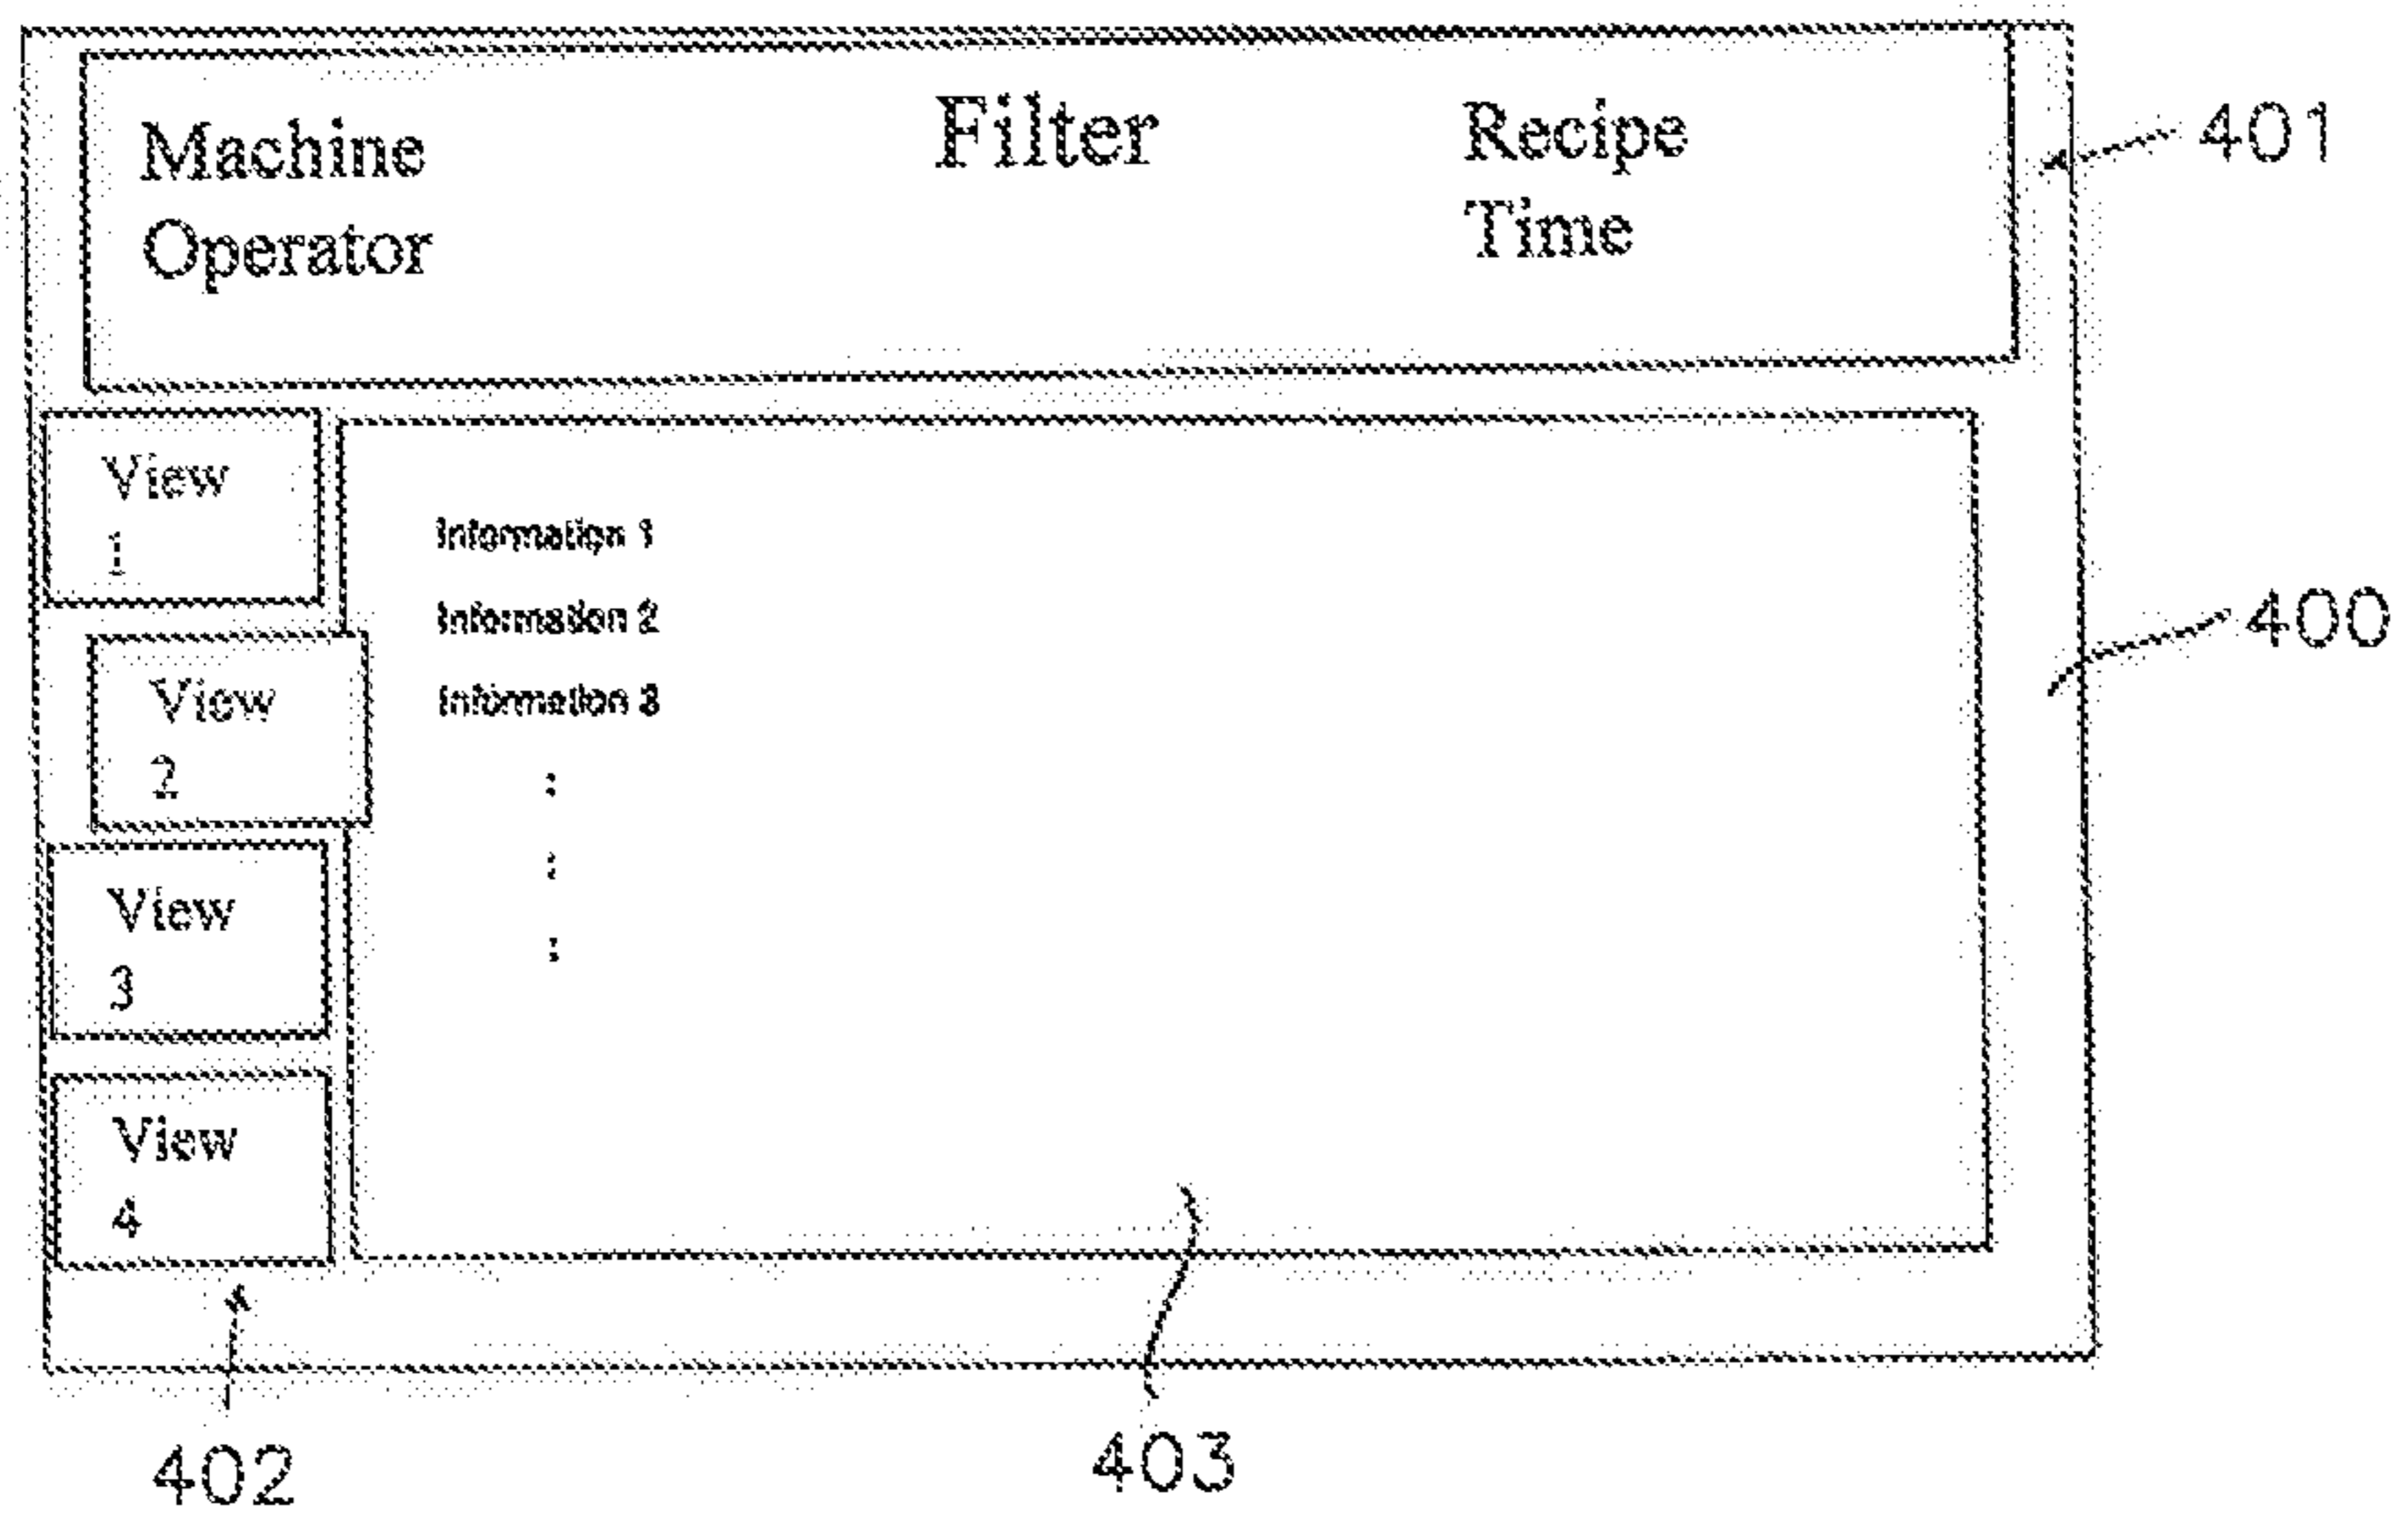 Machine
Operator
Filter
Recipe
Time
401
View
1
Information 1
Information 2
Information 3
400
View
2
View
3
View
4
402
403